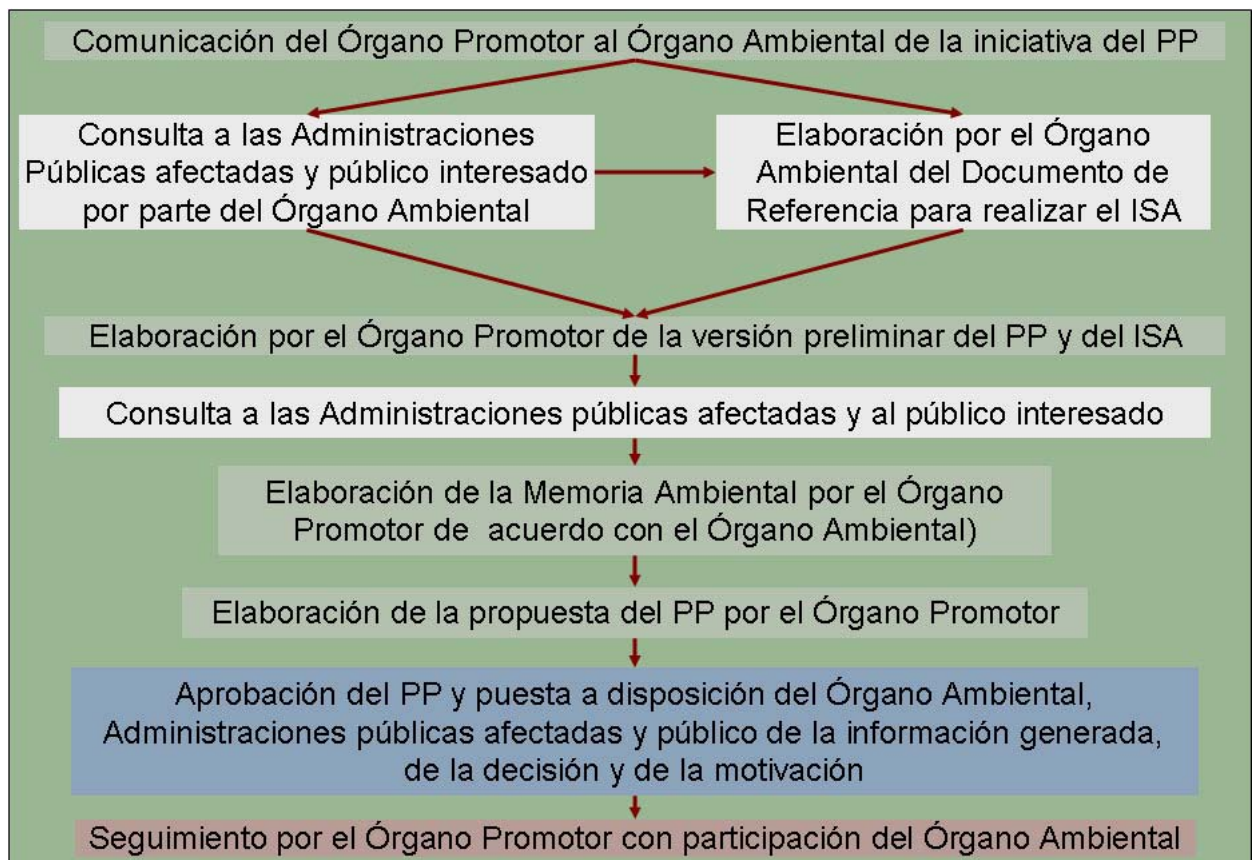 Comunicación del Órgano Promotor al Órgano Ambiental de la iniciativa del PP
Consulta a las Administraciones
Públicas afectadas y público interesado
por parte del Órgano Ambiental
Elaboración por el Órgano
Ambiental del Documento de
Referencia para realizar el ISA
Elaboración por el Órgano Promotor de la versión preliminar del PP y del ISA
Consulta a las Administraciones públicas afectadas y al público interesado
Elaboración de la Memoria Ambiental por el Órgano
Promotor de acuerdo con el Órgano Ambiental)
Elaboración de la propuesta del PP por el Órgano Promotor
Aprobación del PP y puesta a disposición del Órgano Ambiental,
Administraciones públicas afectadas y público de la información generada,
de la decisión y de la motivación
Seguimiento por el Órgano Promotor con participación del Órgano Ambiental